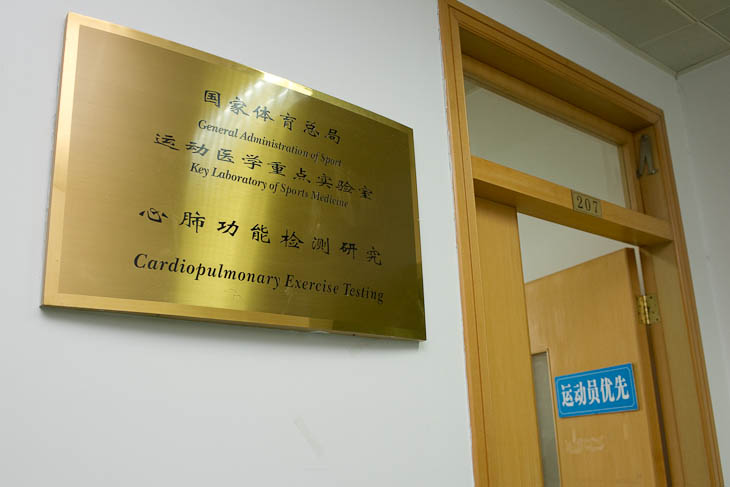 国家体育总局
General Administration of Sport
运动医学重点实验室
Key Laboratory of Sports Medicine
心肺功能检测研究
Cardiopulmonary Exercise Testing
207
运动员优先